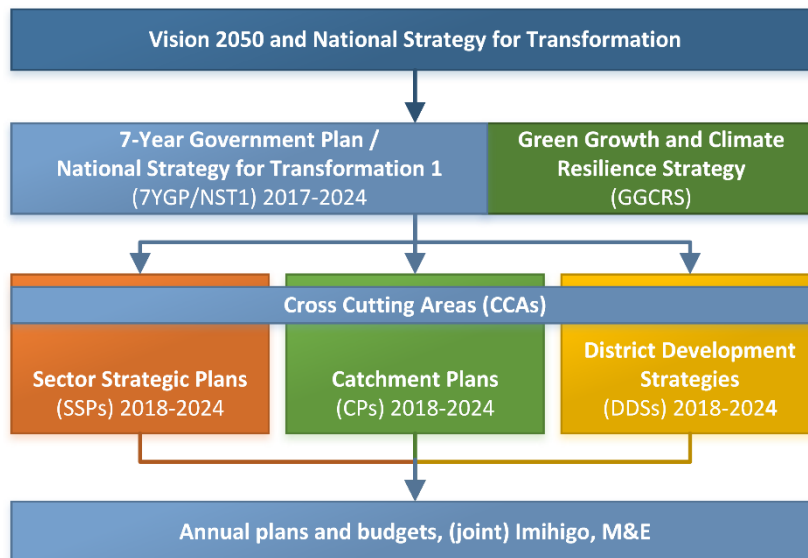 Vision 2050 and National Strategy for Transformation
7-Year Government Plan /
National Strategy for Transformation 1
(7YGP/NST1) 2017-2024
Green Growth and Climate
Resilience Strategy
(GGCRS)
Cross Cutting Areas (CCAs)
Sector Strategic Plans
(SSPs) 2018-2024
Catchment Plans
(CPs) 2018-2024
District Development
Strategies
(DDSs) 2018-2024
Annual plans and budgets, (joint) Imihigo, M&E